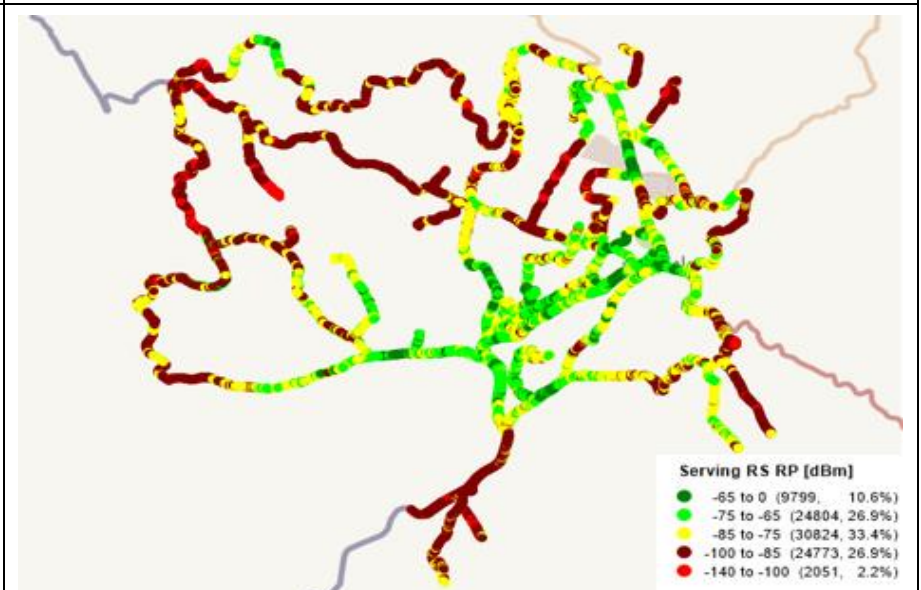 Serving RS RP [dBm]
-65 to 0 (9799, 10.6%)
-75 to -65 (24804, 26.9%)
-85 to -75 (30824, 33.4%)
-100 to -85 (24773, 26.9%)
-140 to -100 (2051, 2.2%)